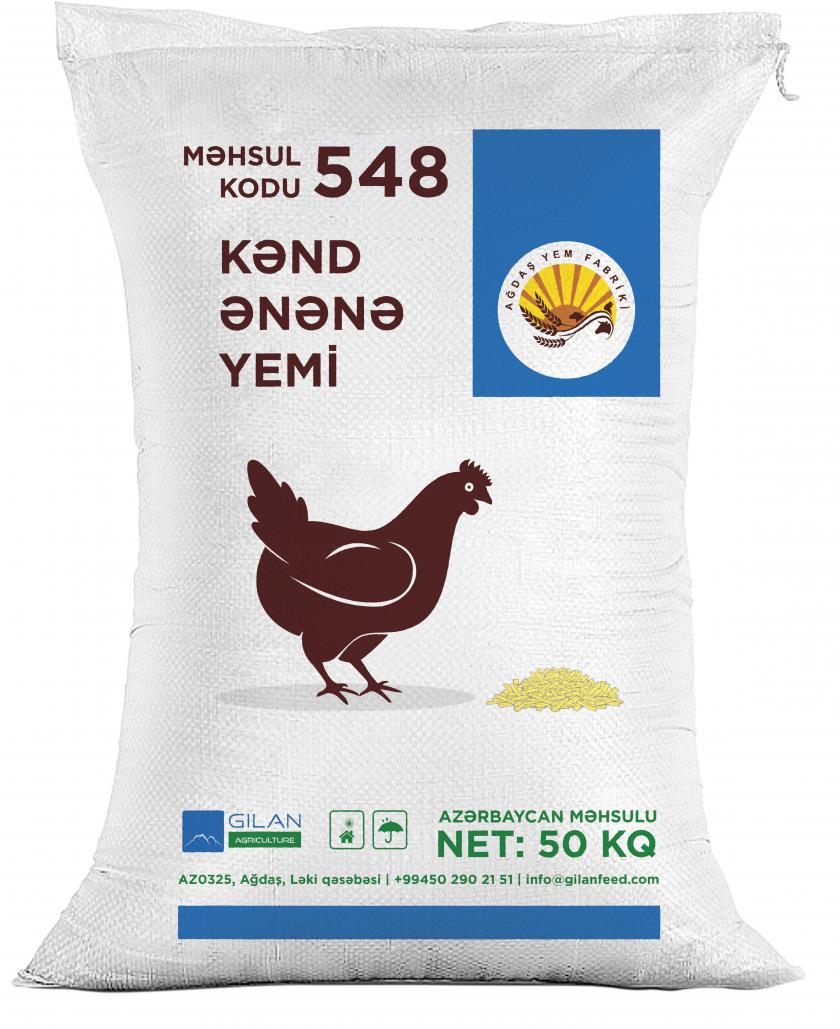 MƏHSUL
KODU 548
KƏND
ƏNƏNƏ
YEMİ
AĞDAŞ YEM FABRİKİ
GILAN
AGRICULTURE
AZƏRBAYCAN MƏHSULU
NET: 50 KQ
AZ0325, Ağdaş, Ləki qəsəbəsi | +99450 290 21 51 | info@gilanfeed.com